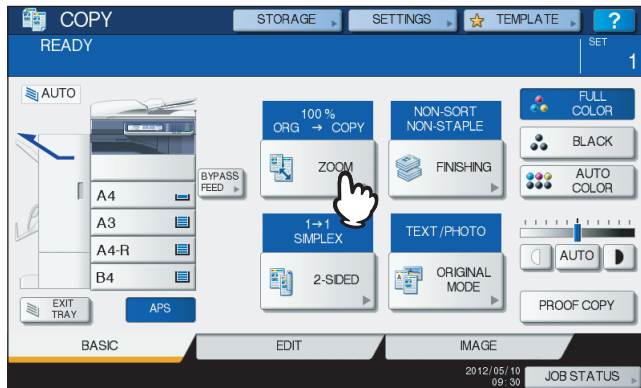 COPY
STORAGE
SETTINGS
TEMPLATE
?
READY
SET
1
AUTO
100 %
ORG → COPY
NON-SORT
NON-STAPLE
FULL
COLOR
BLACK
ZOOM
FINISHING
BYPASS
FEED
AUTO
COLOR
A4
A3
A4-R
B4
1→1
SIMPLEX
TEXT/PHOTO
2-SIDED
ORIGINAL
MODE
AUTO
EXIT
TRAY
APS
PROOF COPY
BASIC
EDIT
IMAGE
2012/05/10
09:30
JOB STATUS